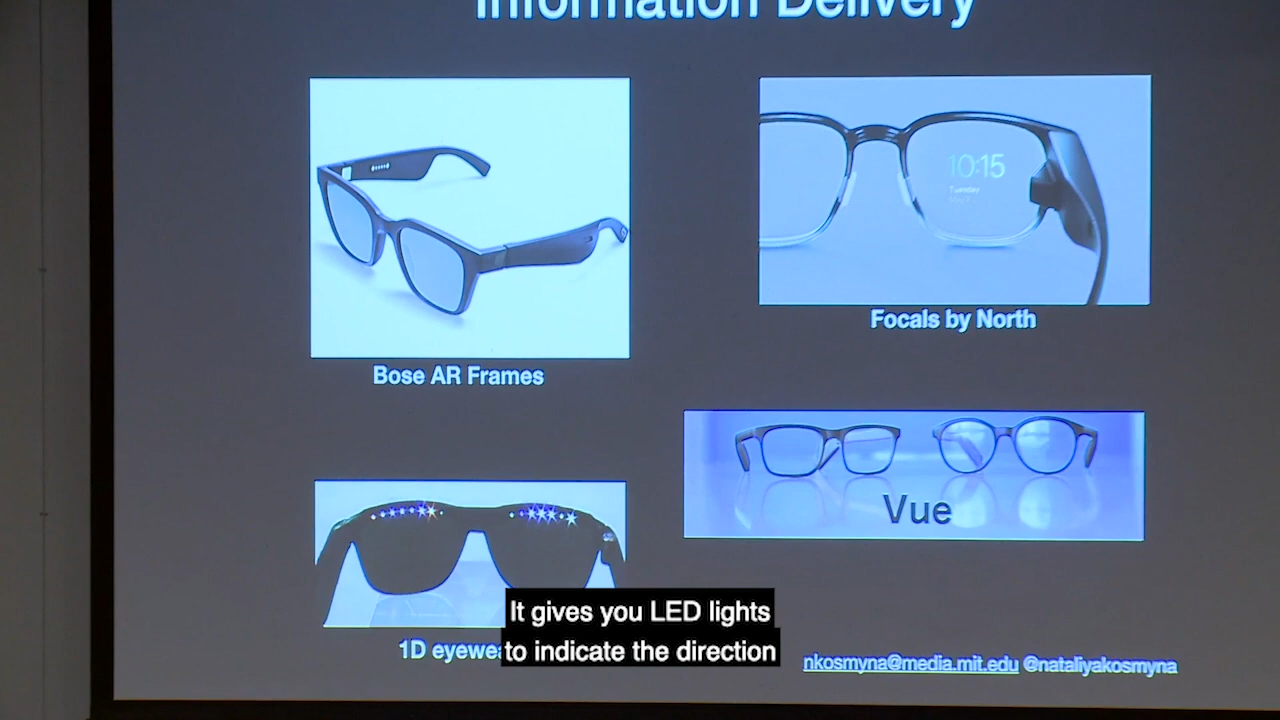 Information Delivery
10:15
Tuesday
Focals by North
Bose AR Frames
Vue
1D
It gives you LED lights
to indicate the direction
nkosmyna@media.mit.edu @nataliyakosmyna